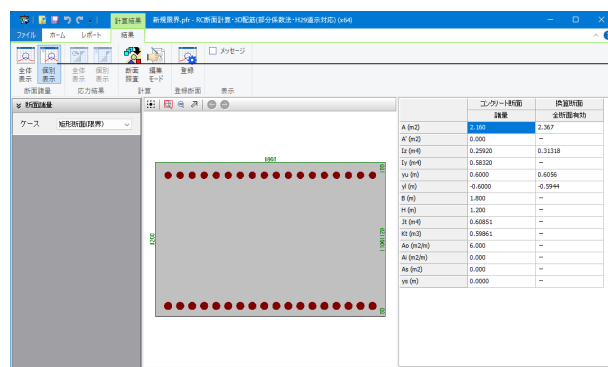 計算結果 新規限界.pfr - RC断面計算・3D配筋(部分係数法・H29道示対応) (x64)
ファイル ホーム レポート 結果
全体表示 個別表示 全体表示 個別表示 断面照査 編集モード 登録 メッセージ
断面諸量 応力結果 計算 登録断面 表示
断面諸量
ケース 矩形断面(限界)
コンクリート断面 換算断面
諸量 全断面有効
A (m2) 2.160 2.367
A' (m2) 0.000 --
Iz (m4) 0.25920 0.31318
Iy (m4) 0.58320 --
yu (m) 0.6000 0.6056
yl (m) -0.6000 -0.5944
B (m) 1.800 --
H (m) 1.200 --
Jt (m4) 0.60851 --
Kt (m3) 0.59861 --
Ao (m2/m) 6.000 --
Ai (m2/m) 0.000 --
As (m2) 0.000 --
ys (m) 0.0000 --
1200